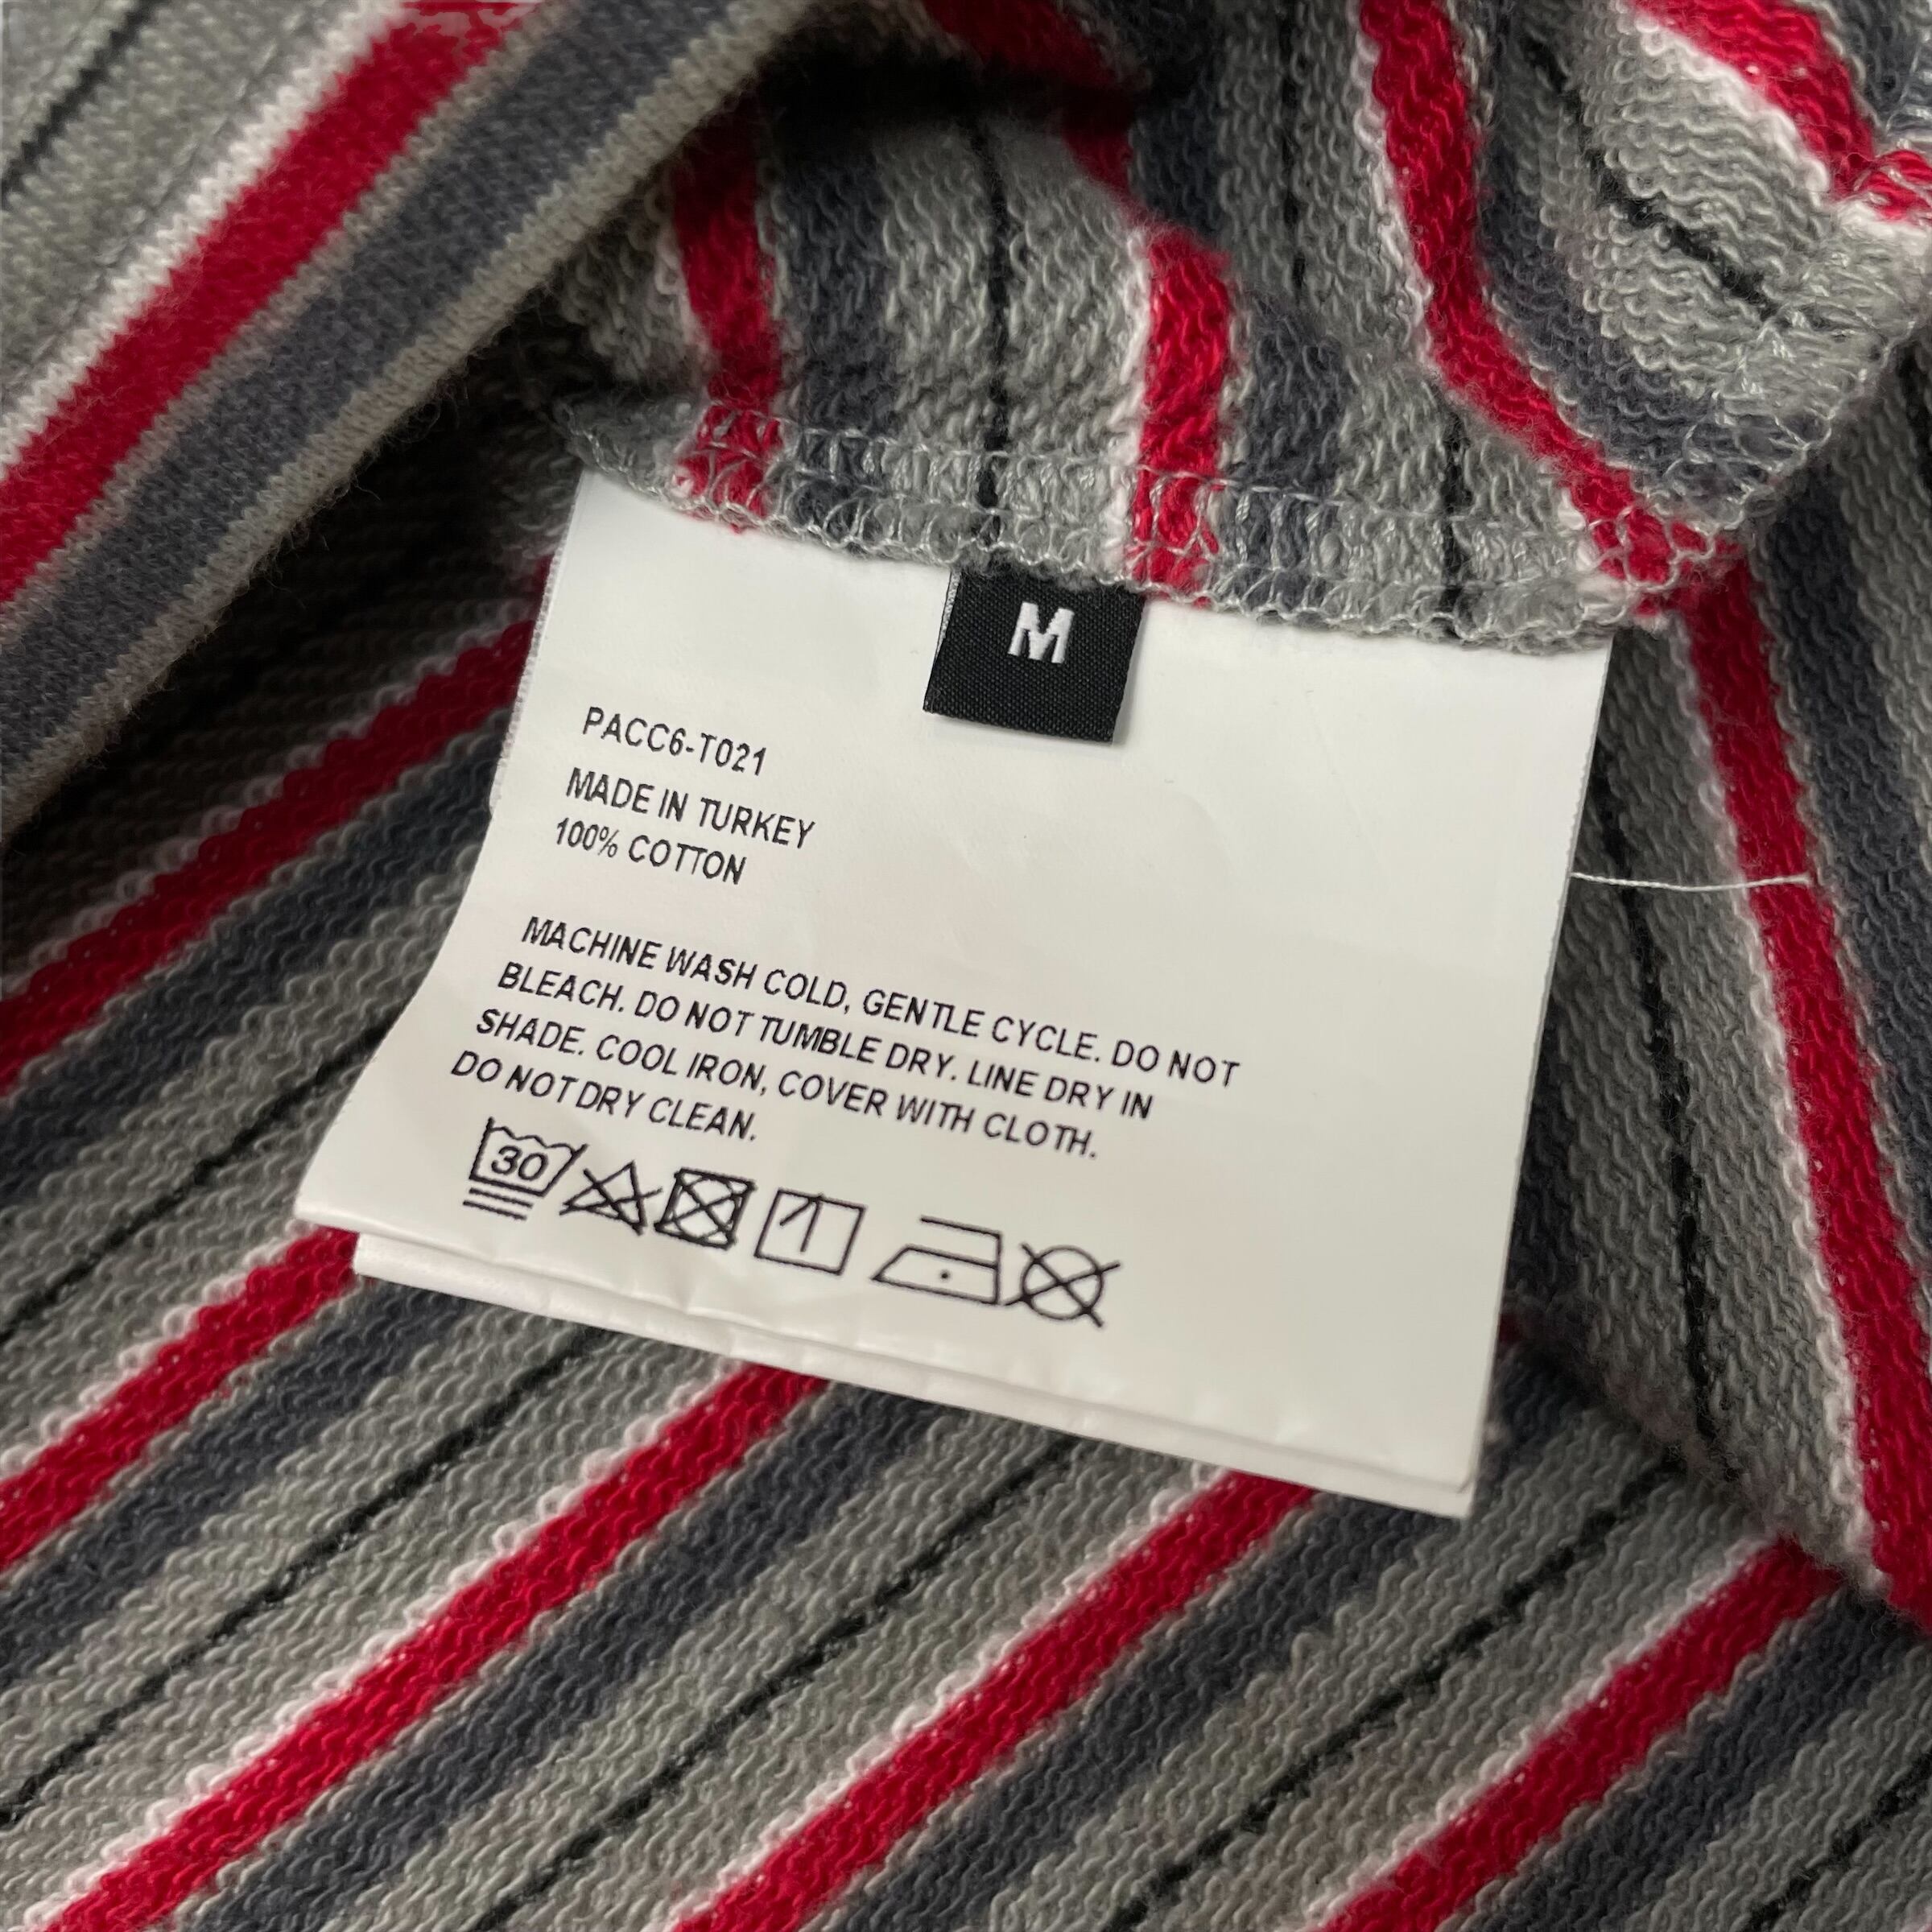 M
PACC6-T021
MADE IN TURKEY
100% COTTON
MACHINE WASH COLD, GENTLE CYCLE. DO NOT
BLEACH. DO NOT TUMBLE DRY. LINE DRY IN
SHADE. COOL IRON, COVER WITH CLOTH.
DO NOT DRY CLEAN.
30